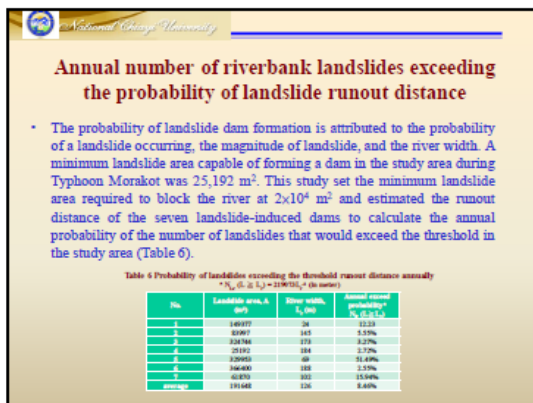 National Chiayi University
Annual number of riverbank landslides exceeding
the probability of landslide runout distance
• The probability of landslide dam formation is attributed to the probability
of a landslide occurring, the magnitude of landslide, and the river width. A
minimum landslide area capable of forming a dam in the study area during
Typhoon Morakot was 25,192 m². This study set the minimum landslide
area required to block the river at 2×10⁴ m² and estimated the runout
distance of the seven landslide-induced dams to calculate the annual
probability of the number of landslides that would exceed the threshold in
the study area (Table 6).
Table 6 Probability of landslides exceeding the threshold runout distance annually
(in meter)
No. Landslide area, A (m²) River width, (m) Annual exceed probability*
1 149377 24 12.23
2 83997 145 5.55%
3 324744 173 3.27%
4 25192 184 2.72%
5 329953 69 51.49%
6 366400 188 2.55%
7 61870 102 15.94%
average 191648 126 8.46%